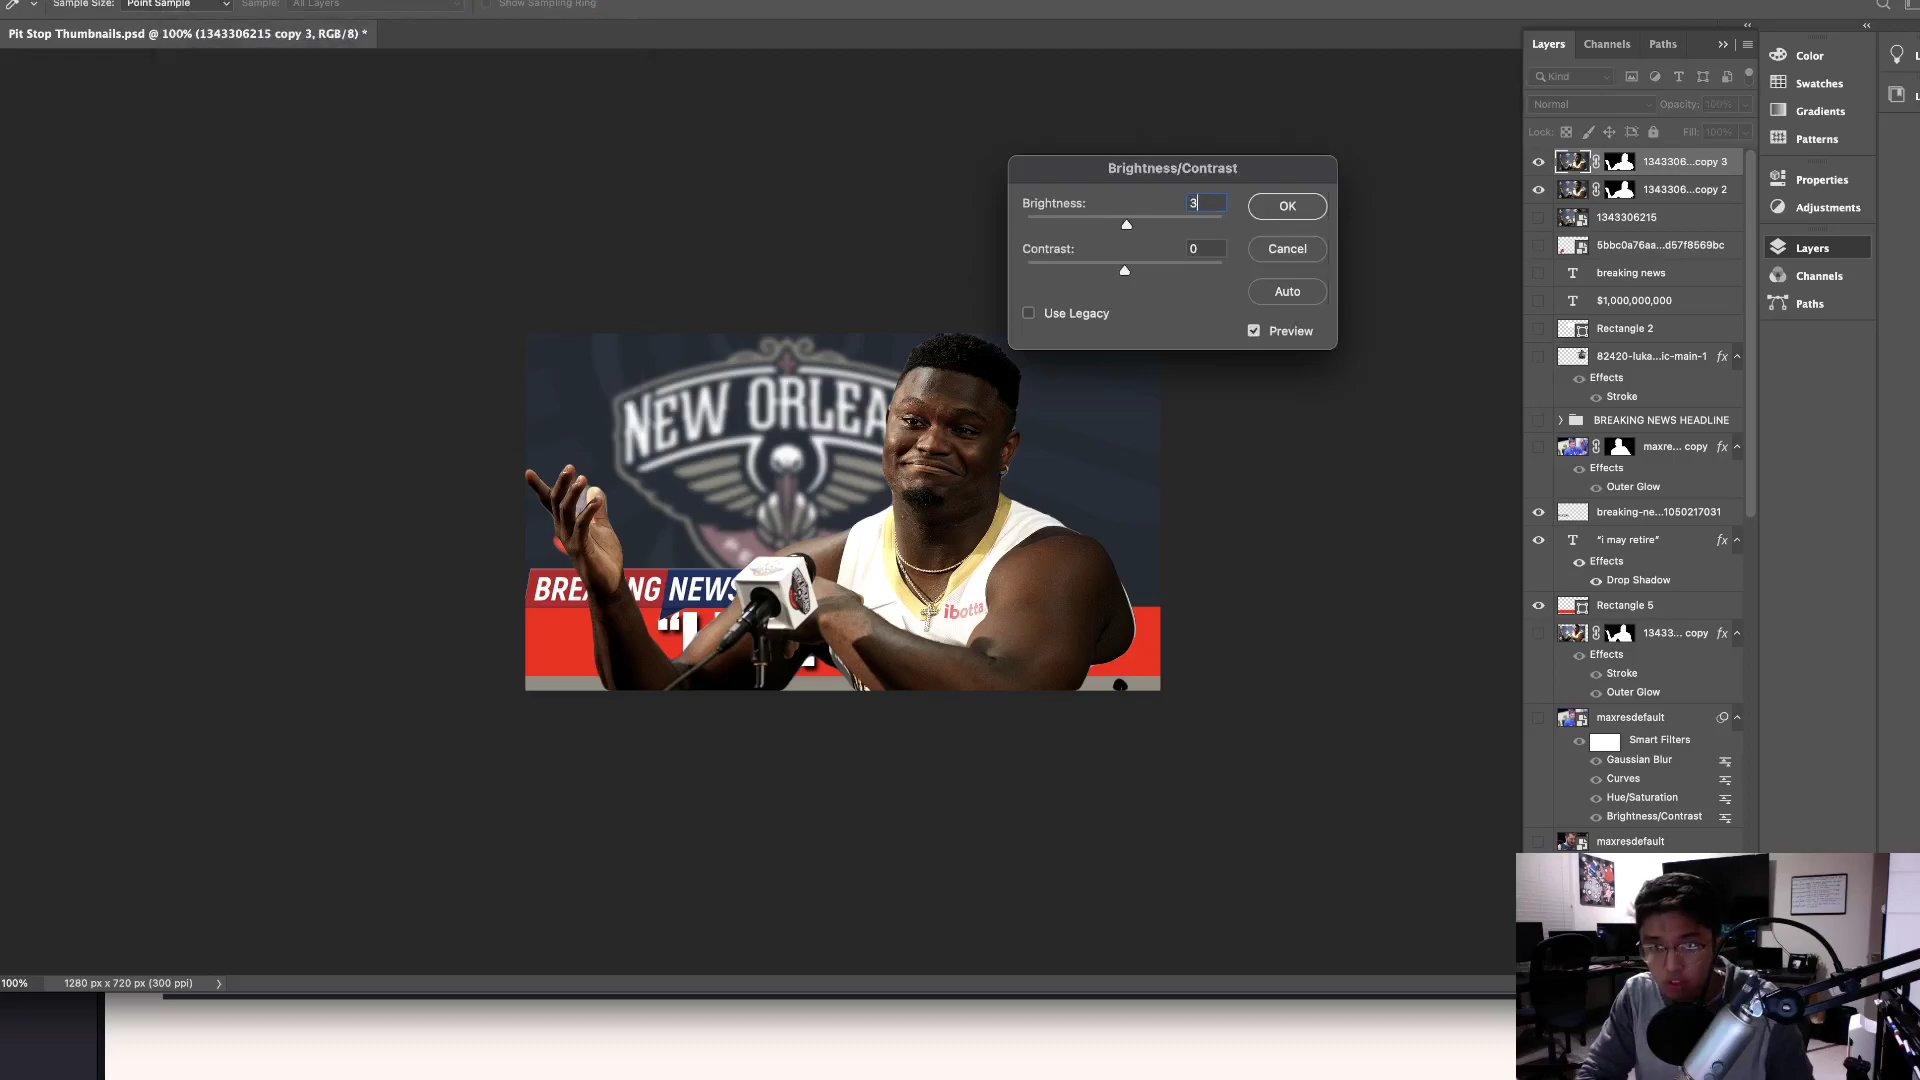 Sample Size: Point Sample Sample: All Layers Show Sampling Ring
Pit Stop Thumbnails.psd @ 100% (1343306215 copy 3, RGB/8) *
Brightness/Contrast
Brightness: 3
OK
Contrast: 0
Cancel
Auto
Use Legacy
Preview
NEW ORLEA
BREAKING NEWS
“I
ibotta
Layers Channels Paths
Kind
Normal Opacity: 100%
Lock: Fill: 100%
1343306...copy 3
1343306...copy 2
1343306215
5bbc0a76aa...d57f8569bc
T breaking news
T $1,000,000,000
Rectangle 2
82420-luka...ic-main-1 fx
Effects
Stroke
BREAKING NEWS HEADLINE
maxre... copy fx
Effects
Outer Glow
breaking-ne...1050217031
T “i may retire” fx
Effects
Drop Shadow
Rectangle 5
13433... copy fx
Effects
Stroke
Outer Glow
maxresdefault
Smart Filters
Gaussian Blur
Curves
Hue/Saturation
Brightness/Contrast
maxresdefault
Color
Swatches
Gradients
Patterns
Properties
Adjustments
Layers
Channels
Paths
L
L
100% 1280 px x 720 px (300 ppi)